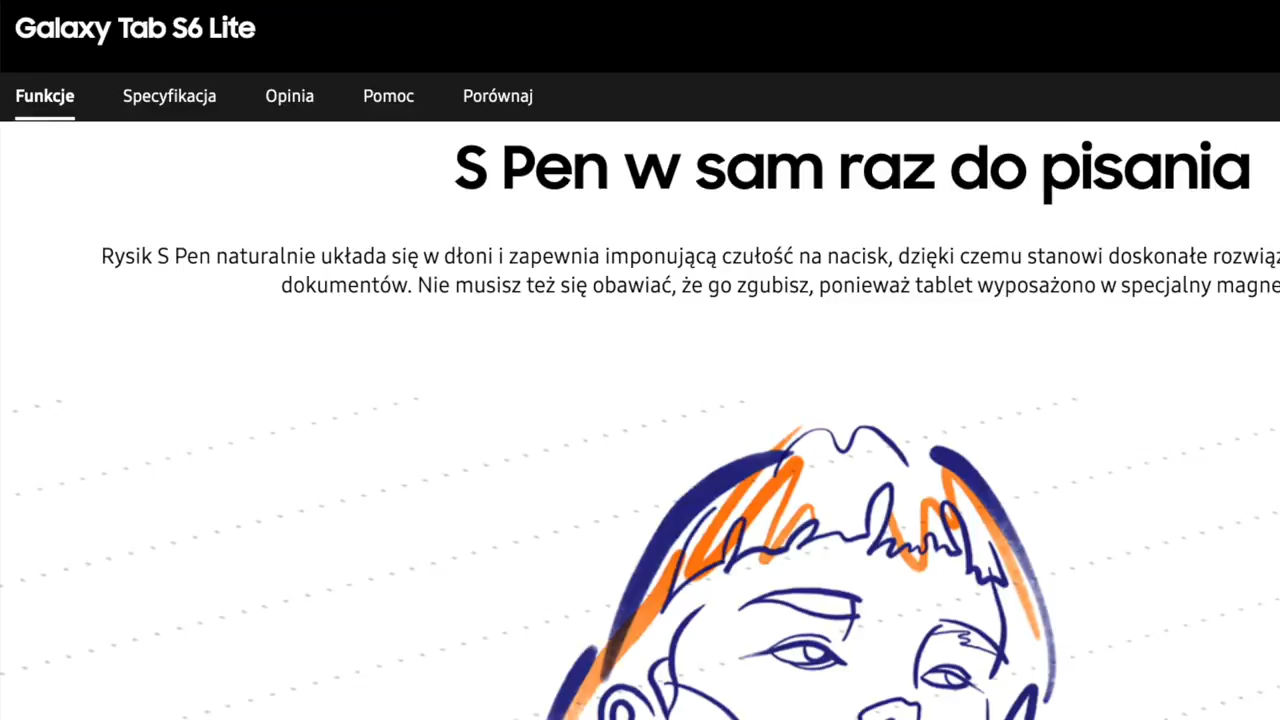 Galaxy Tab S6 Lite
Funkcje Specyfikacja Opinia Pomoc Porównaj
S Pen w sam raz do pisania
Rysik S Pen naturalnie układa się w dłoni i zapewnia imponującą czułość na nacisk, dzięki czemu stanowi doskonałe
dokumentów. Nie musisz też się obawiać, że go zgubisz, ponieważ tablet wyposażono w specjalny